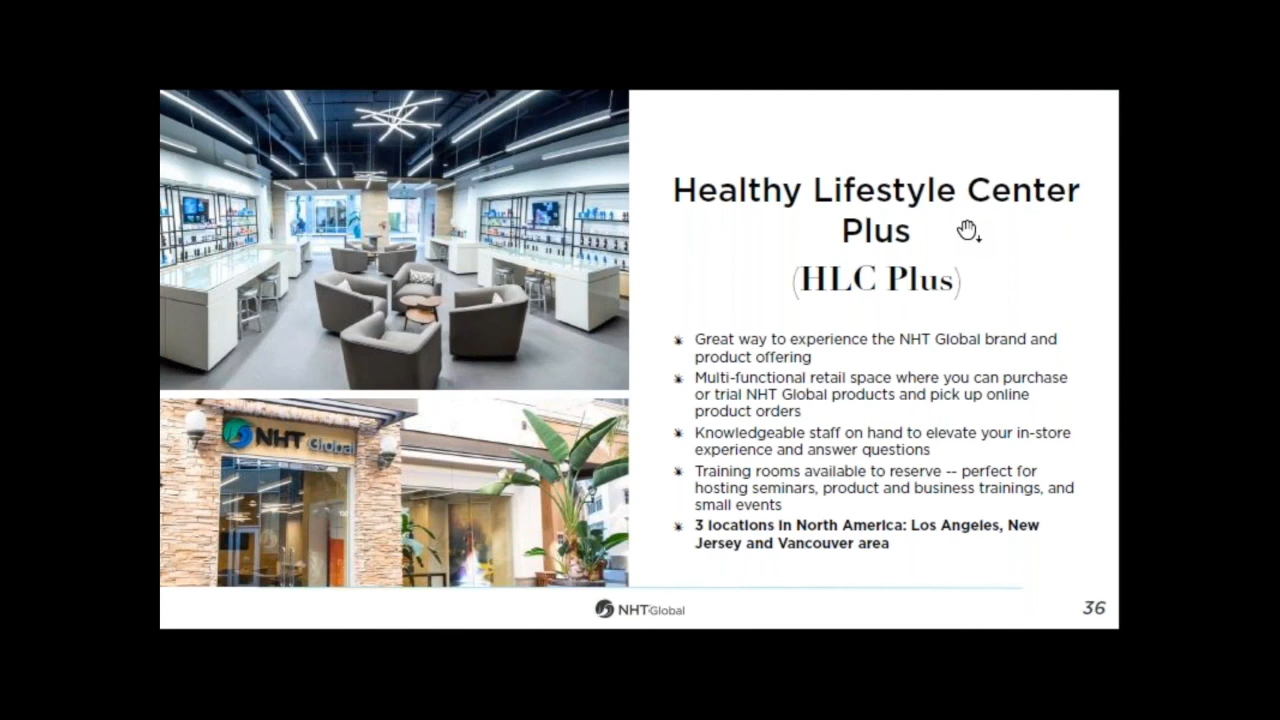 Healthy Lifestyle Center
Plus
(HLC Plus)
Great way to experience the NHT Global brand and
product offering
Multi-functional retail space where you can purchase
or trial NHT Global products and pick up online
product orders
Knowledgeable staff on hand to elevate your in-store
experience and answer questions
Training rooms available to reserve -- perfect for
hosting seminars, product and business trainings, and
small events
3 locations in North America: Los Angeles, New
Jersey and Vancouver area
NHT Global
NHT Global
36